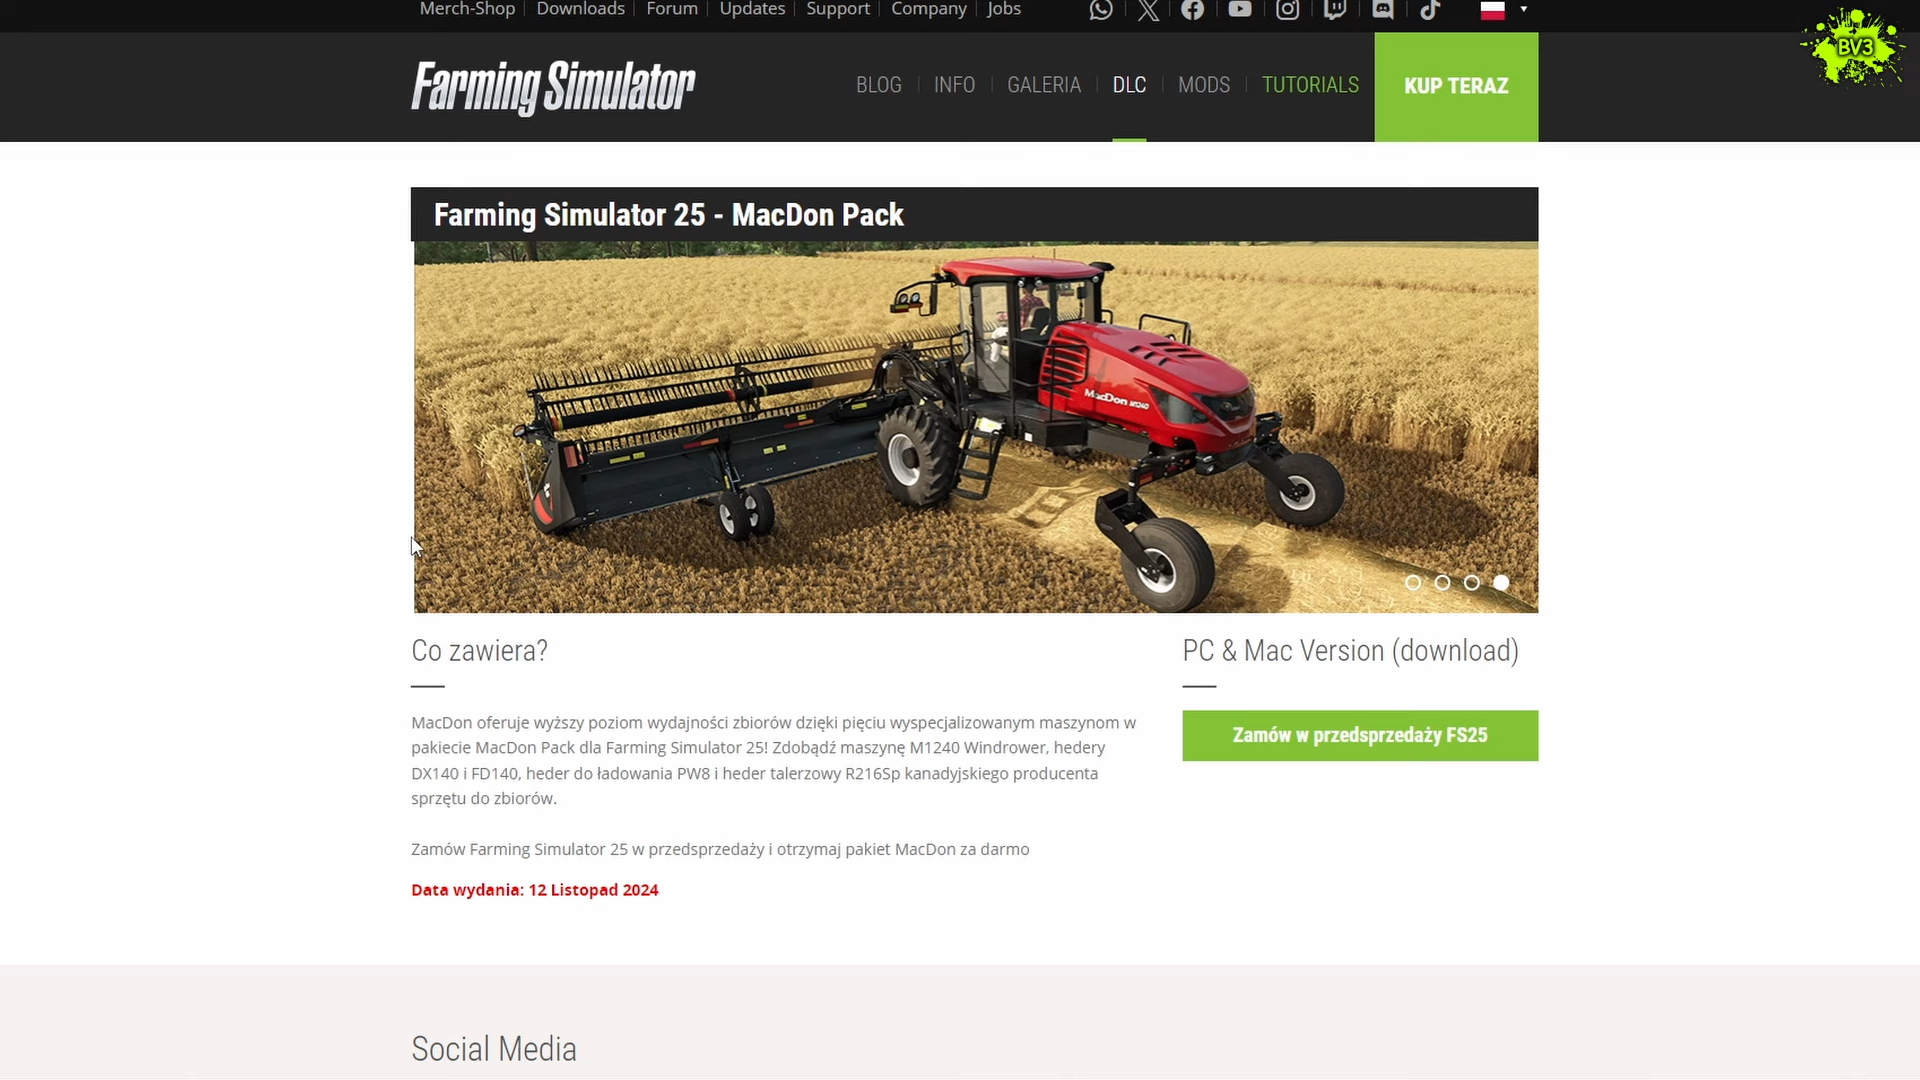 Merch-Shop Downloads Forum Updates Support Company Jobs
BV3
Farming Simulator
BLOG INFO GALERIA DLC MODS TUTORIALS KUP TERAZ
Farming Simulator 25 - MacDon Pack
MacDon M1240
Co zawiera?
MacDon oferuje wyższy poziom wydajności zbiorów dzięki pięciu wyspecjalizowanym maszynom w
pakiecie MacDon Pack dla Farming Simulator 25! Zdobądź maszynę M1240 Windrower, hedery
DX140 i FD140, heder do ładowania PW8 i heder talerzowy R216Sp kanadyjskiego producenta
sprzętu do zbiorów.
Zamów Farming Simulator 25 w przedsprzedaży i otrzymaj pakiet MacDon za darmo
Data wydania: 12 Listopad 2024
PC & Mac Version (download)
Zamów w przedsprzedaży FS25
Social Media